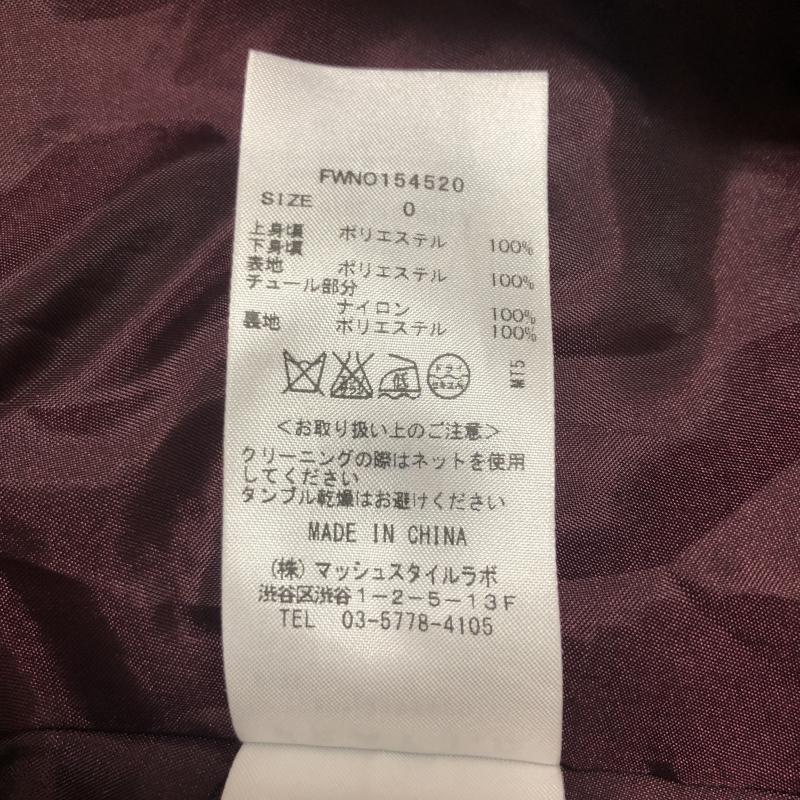 FWNO154520
SIZE 0
上身頃 ポリエステル 100%
下身頃
表地 ポリエステル 100%
チュール部分
ナイロン 100%
裏地 ポリエステル 100%
低
ドライ
MT5
<お取り扱い上のご注意>
クリーニングの際はネットを使用
してください
タンブル乾燥はお避けください
MADE IN CHINA
(株) マッシュスタイルラボ
渋谷区渋谷1-2-5-13F
TEL 03-5778-4105